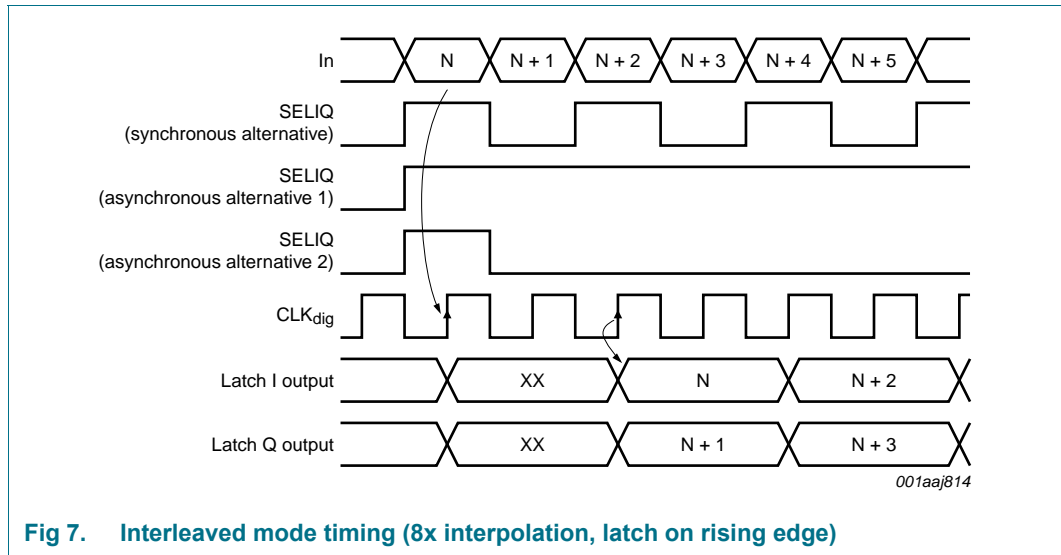 In
N
N + 1
N + 2
N + 3
N + 4
N + 5
SELIQ
(synchronous alternative)
SELIQ
(asynchronous alternative 1)
SELIQ
(asynchronous alternative 2)
CLKdig
Latch I output
XX
N
N + 2
Latch Q output
XX
N + 1
N + 3
001aaj814
Fig 7. Interleaved mode timing (8x interpolation, latch on rising edge)